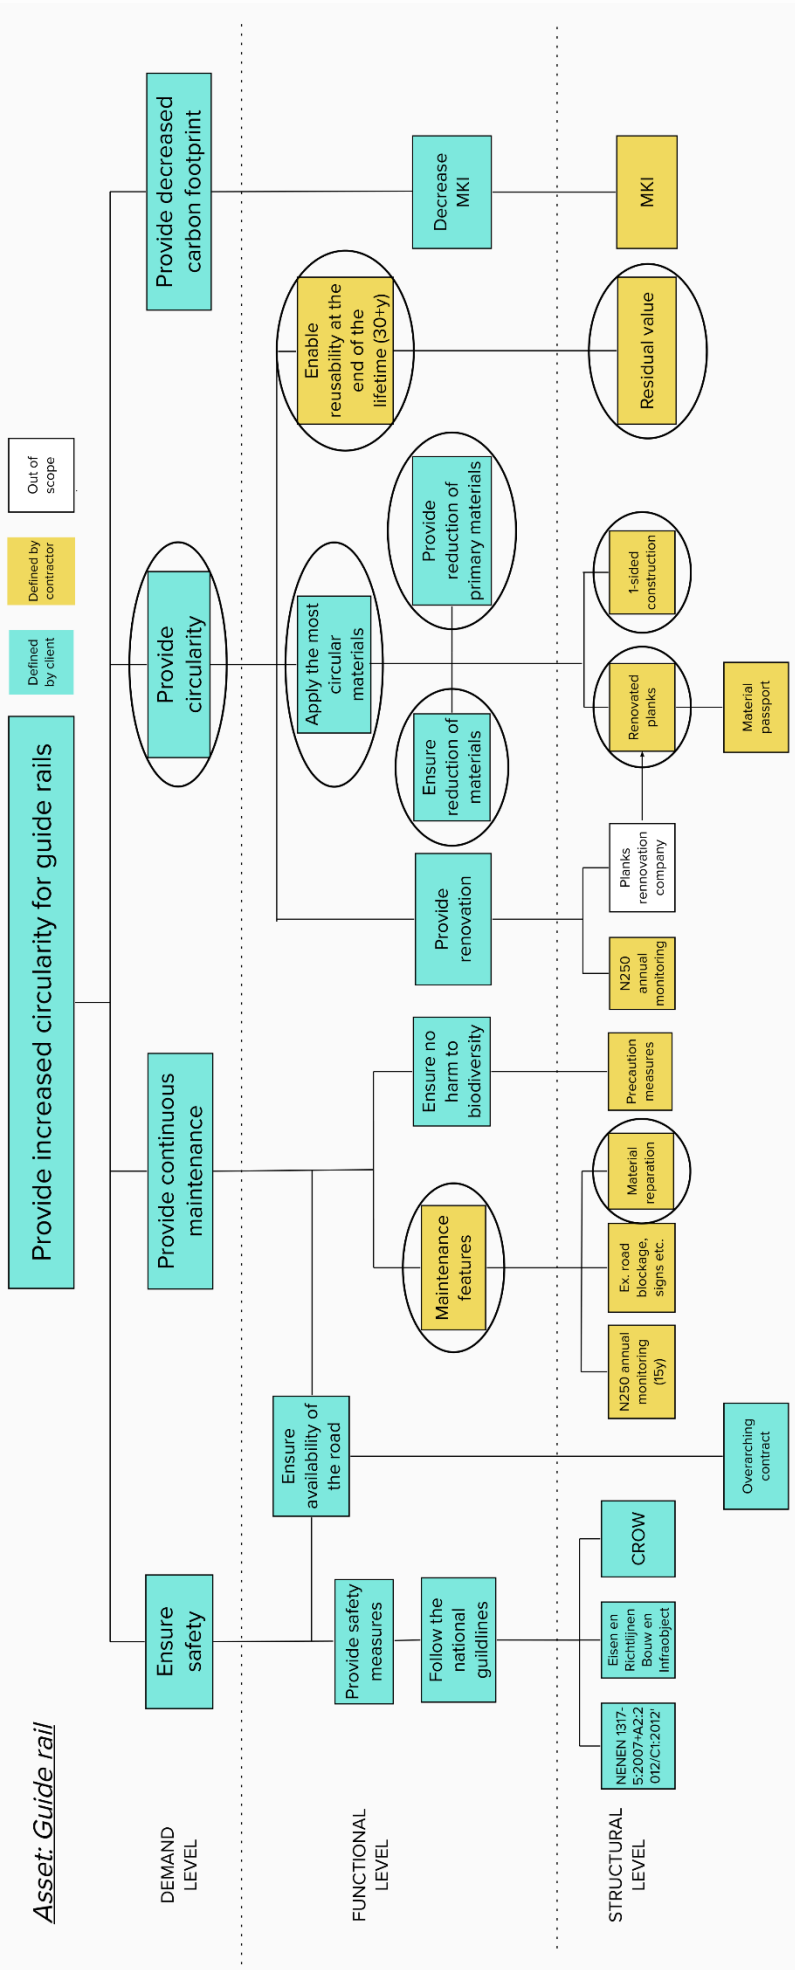 Asset: Guide rail
Provide increased circularity for guide rails
Defined
by client
Defined by
contractor
Out of
scope
DEMAND
LEVEL
Ensure
safety
Provide continuous
maintenance
Provide
circularity
Provide decreased
carbon footprint
FUNCTIONAL
LEVEL
Provide safety
measures
Follow the
national
guildlines
Ensure
availability of
the road
Maintenance
features
Ensure no
harm to
biodiversity
Provide
renovation
Apply the most
circular
materials
Ensure
reduction of
materials
Provide
reduction of
primary materials
Enable
reusability at the
end of the
lifetime (30+y)
Decrease
MKI
STRUCTURAL
LEVEL
NENEN 1317-
5:2007+A2:2
012/C1:2012'
Eisen en
Richtlijnen
Bouw en
Infraobject
CROW
Overarching
contract
N250 annual
monitoring
(15y)
Ex. road
blockage,
signs etc.
Material
reparation
Precaution
measures
N250
annual
monitoring
Planks
rennovation
company
Renovated
planks
Material
passport
1-sided
construction
Residual value
MKI